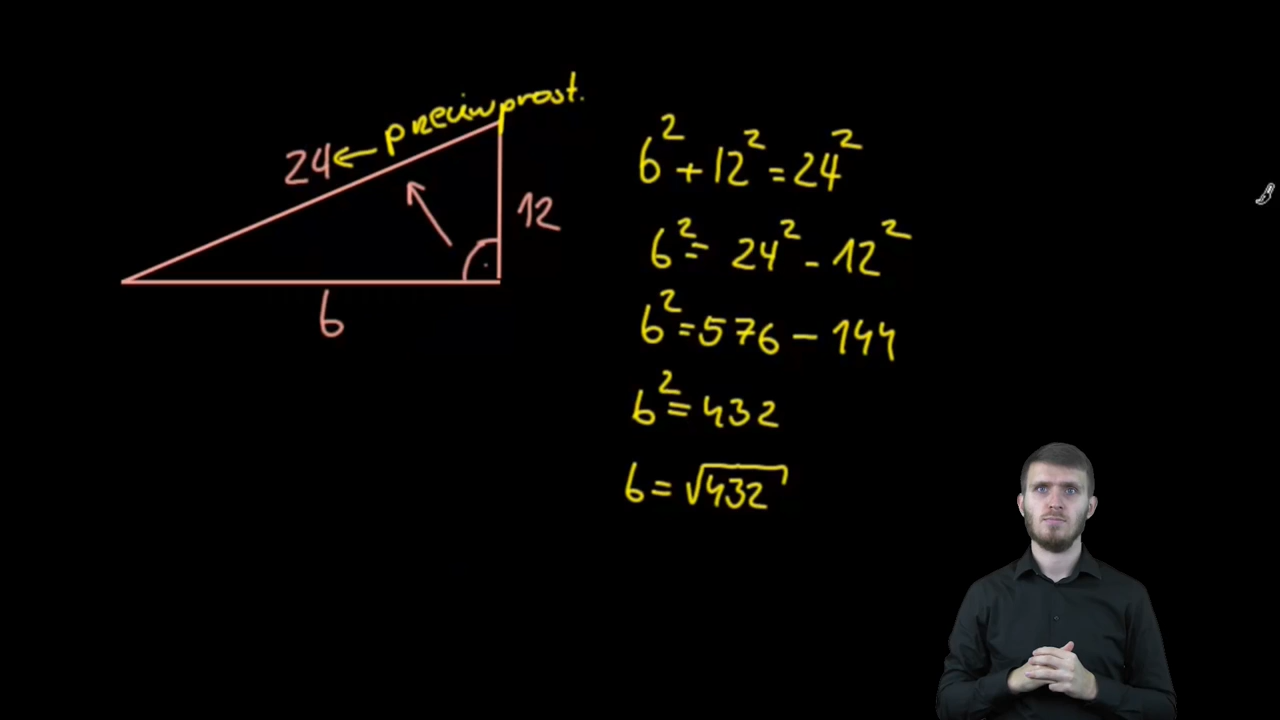 przeciwprost.
24
12
b
b² + 12² = 24²
b² = 24² - 12²
b² = 576 - 144
b² = 432
b = √432